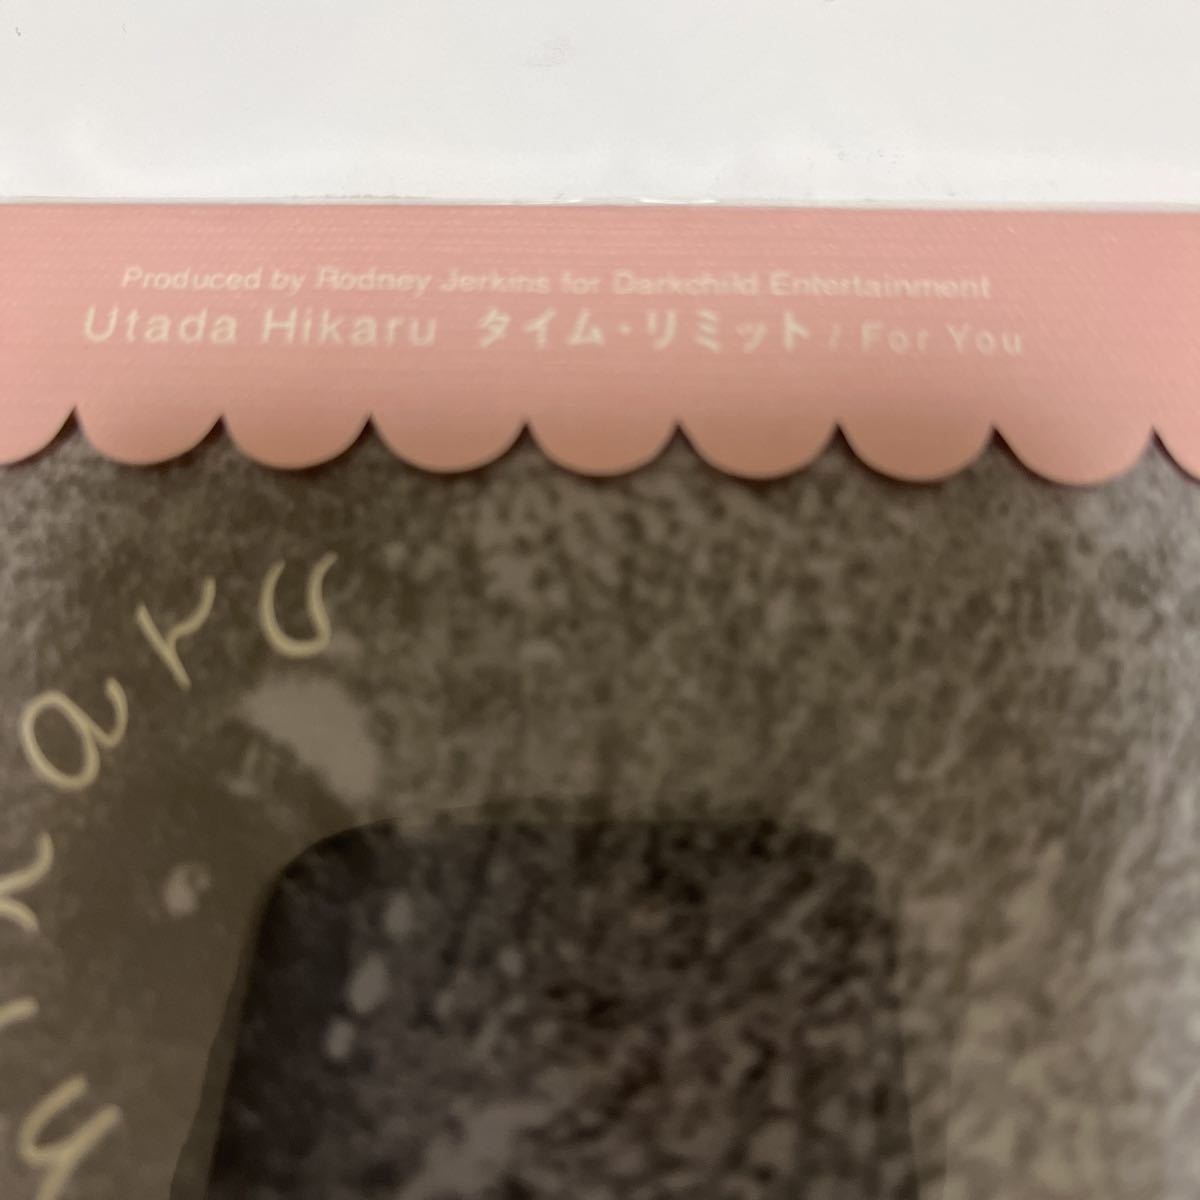 Produced by Rodney Jerkins for Darkchild Entertainment
Utada Hikaru タイム・リミット / For You